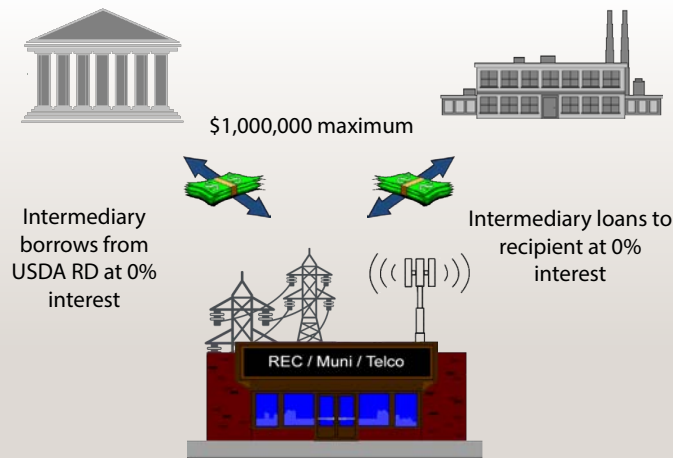 $1,000,000 maximum
Intermediary
borrows from
USDA RD at 0%
interest
Intermediary loans to
recipient at 0%
interest
REC / Muni / Telco